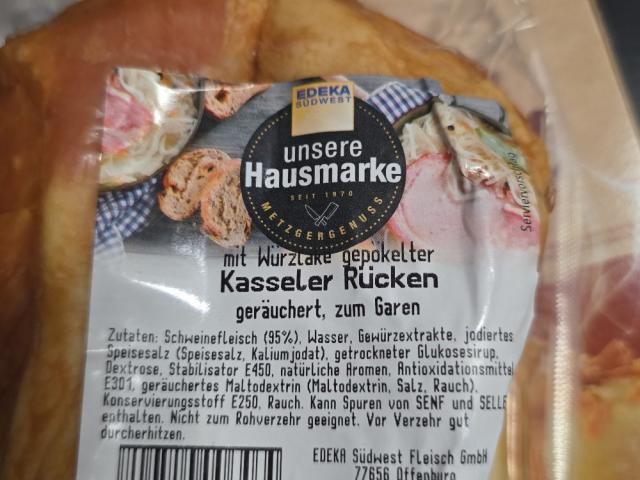 EDEKA
SÜDWEST
unsere
Hausmarke
SEIT 1970
METZGERGENUSS
Serviervorschlag
mit Würzlake gepökelter
Kasseler Rücken
geräuchert, zum Garen
Zutaten: Schweinefleisch (95%), Wasser, Gewürzextrakte, jodiertes
Speisesalz (Speisesalz, Kaliumjodat), getrockneter Glukosesirup,
Dextrose, Stabilisator E450, natürliche Aromen, Antioxidationsmittel
E301, geräuchertes Maltodextrin (Maltodextrin, Salz, Rauch),
Konservierungsstoff E250, Rauch. Kann Spuren von SENF und SELLE
enthalten. Nicht zum Rohverzehr geeignet. Vor Verzehr gut
durcherhitzen.
EDEKA Südwest Fleisch GmbH
77656 Offenburg